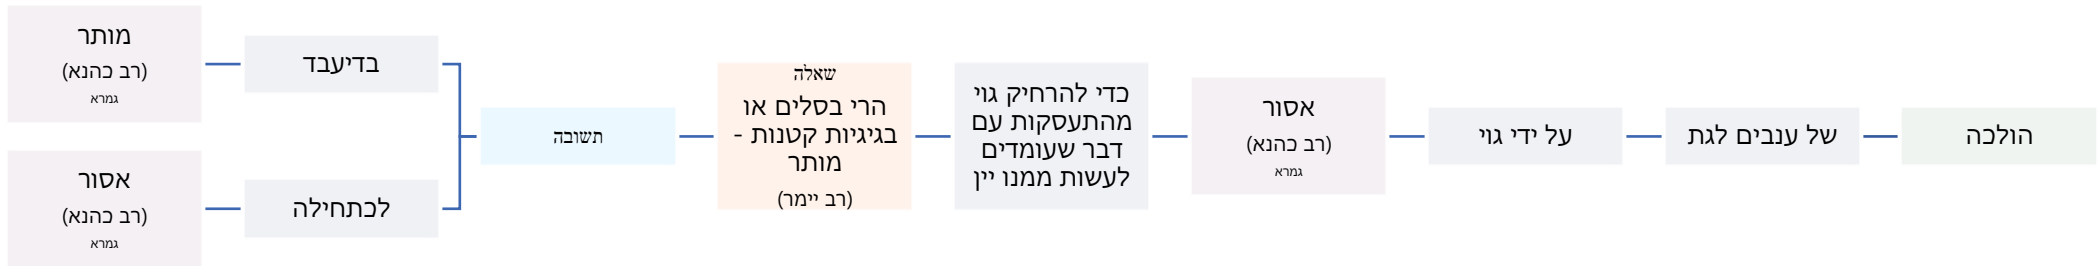 הולכה
של ענבים לגת
על ידי גוי
אסור
(רב כהנא)
גמרא
כדי להרחיק גוי
מהתעסקות עם
דבר שעומדים
לעשות ממנו יין
שאלה
הרי בסלים או
בגיגיות קטנות -
מותר
(רב יימר)
תשובה
בדיעבד
מותר
(רב כהנא)
גמרא
לכתחילה
אסור
(רב כהנא)
גמרא